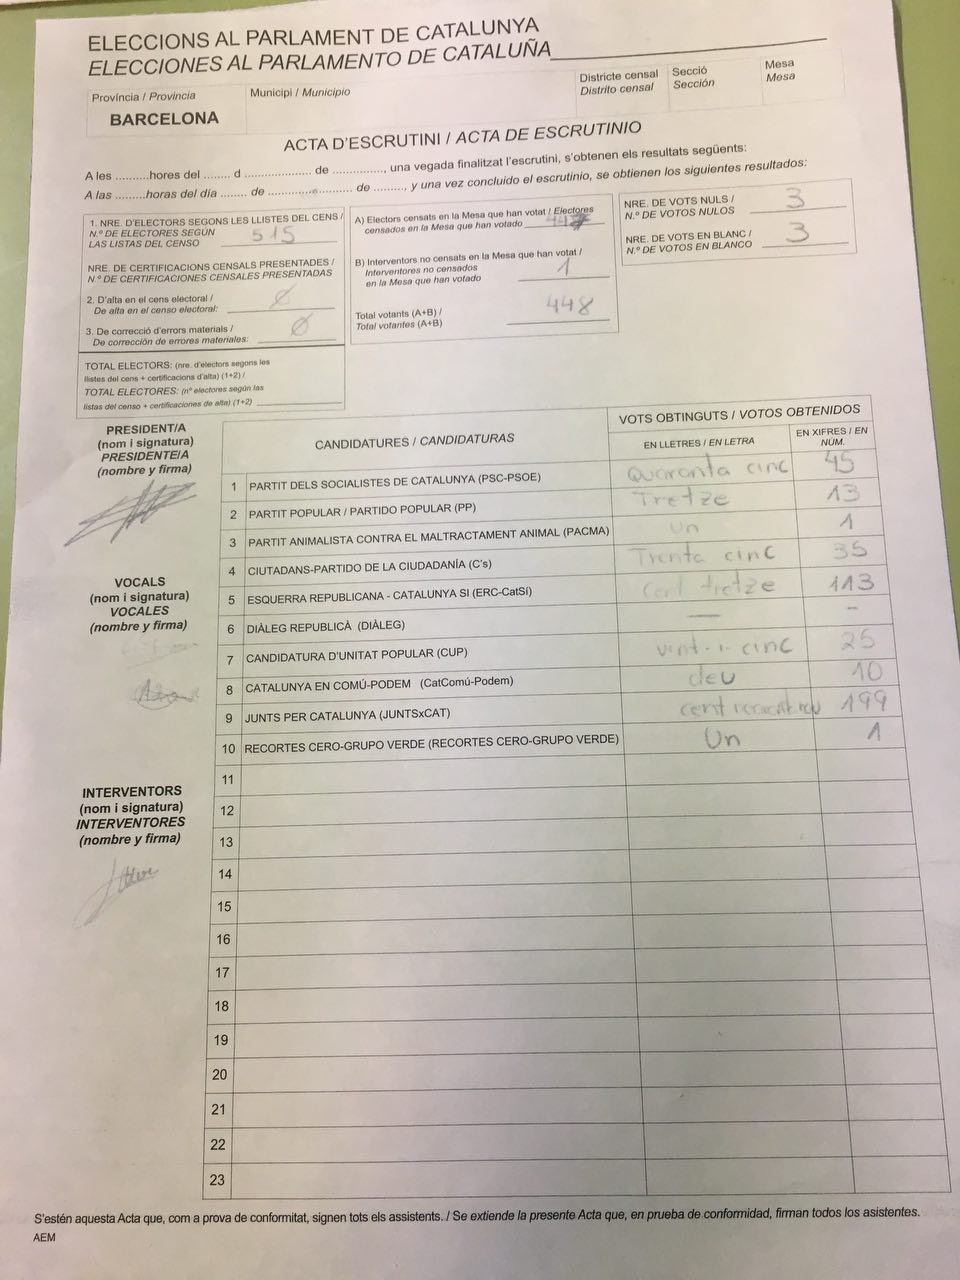 ELECCIONS AL PARLAMENT DE CATALUNYA
ELECCIONES AL PARLAMENTO DE CATALUÑA
Província / Provincia
BARCELONA
Municipi / Municipio
Districte censal
Distrito censal
Secció
Sección
Mesa
Mesa
ACTA D'ESCRUTINI / ACTA DE ESCRUTINIO
A les ..........hores del ........ d .................... de ..............., una vegada finalitzat l'escrutini, s'obtenen els resultats següents:
A las ........horas del día ........ de .............................. de ........, y una vez concluido el escrutinio, se obtienen los siguientes resultados:
1. NRE. D'ELECTORS SEGONS LES LLISTES DEL CENS /
N.º DE ELECTORES SEGÚN
LAS LISTAS DEL CENSO 515
NRE. DE CERTIFICACIONS CENSALS PRESENTADES /
N.º DE CERTIFICACIONES CENSALES PRESENTADAS
2. D'alta en el cens electoral /
De alta en el censo electoral: Ø
3. De correcció d'errors materials /
De corrección de errores materiales: Ø
TOTAL ELECTORS: (nre. d'electors segons les
llistes del cens + certificacions d'alta) (1+2) /
TOTAL ELECTORES: (nº electores según las
listas del censo + certificaciones de alta) (1+2)
A) Electors censats en la Mesa que han votat / Electores
censados en la Mesa que han votado 447
B) Interventors no censats en la Mesa que han votat /
Interventores no censados
en la Mesa que han votado 1
Total votants (A+B) /
Total votantes (A+B) 448
NRE. DE VOTS NULS /
N.º DE VOTOS NULOS 3
NRE. DE VOTS EN BLANC /
N.º DE VOTOS EN BLANCO 3
PRESIDENT/A
(nom i signatura)
PRESIDENTE/A
(nombre y firma)
VOCALS
(nom i signatura)
VOCALES
(nombre y firma)
INTERVENTORS
(nom i signatura)
INTERVENTORES
(nombre y firma)
CANDIDATURES / CANDIDATURAS
VOTS OBTINGUTS / VOTOS OBTENIDOS
EN LLETRES / EN LETRA
EN XIFRES / EN NÚM.
1 PARTIT DELS SOCIALISTES DE CATALUNYA (PSC-PSOE) Quaranta cinc 45
2 PARTIT POPULAR / PARTIDO POPULAR (PP) Tretze 13
3 PARTIT ANIMALISTA CONTRA EL MALTRACTAMENT ANIMAL (PACMA) Un 1
4 CIUTADANS-PARTIDO DE LA CIUDADANÍA (C's) Trenta cinc 35
5 ESQUERRA REPUBLICANA - CATALUNYA SI (ERC-CatSí) Cent tretze 113
6 DIÀLEG REPUBLICÀ (DIÀLEG) — -
7 CANDIDATURA D'UNITAT POPULAR (CUP) vint-i-cinc 25
8 CATALUNYA EN COMÚ-PODEM (CatComú-Podem) deu 10
9 JUNTS PER CATALUNYA (JUNTSxCAT) cent 199
10 RECORTES CERO-GRUPO VERDE (RECORTES CERO-GRUPO VERDE) Un 1
11
12
13
14
15
16
17
18
19
20
21
22
23
S'estén aquesta Acta que, com a prova de conformitat, signen tots els assistents. / Se extiende la presente Acta que, en prueba de conformidad, firman todos los asistentes.
AEM